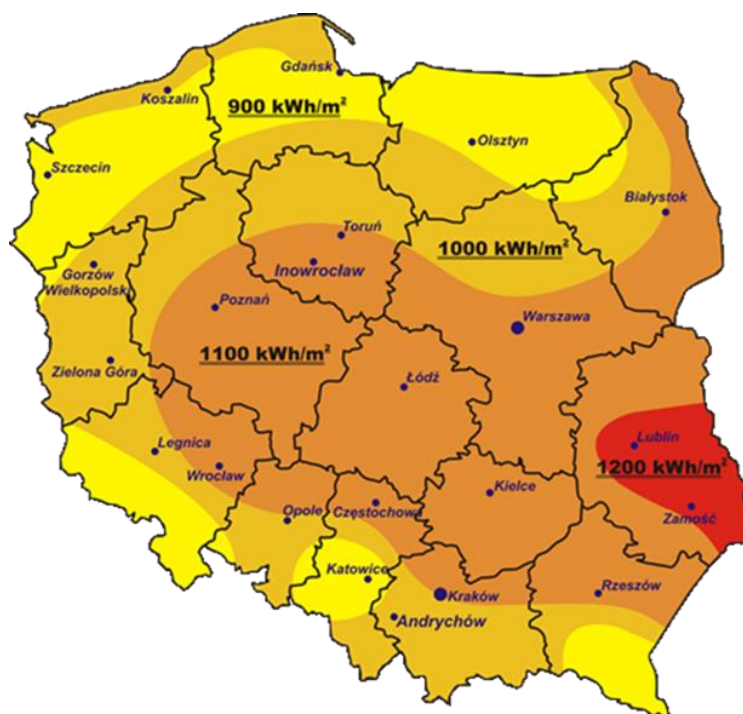 Gdańsk
Koszalin
900 kWh/m²
Olsztyn
Szczecin
Białystok
Toruń
1000 kWh/m²
Inowrocław
Gorzów
Wielkopolski
Poznań
Warszawa
1100 kWh/m²
Zielona Góra
Łódź
Legnica
Lublin
Wrocław
1200 kWh/m²
Kielce
Opole
Częstochowa
Zamość
Katowice
Kraków
Rzeszów
Andrychów